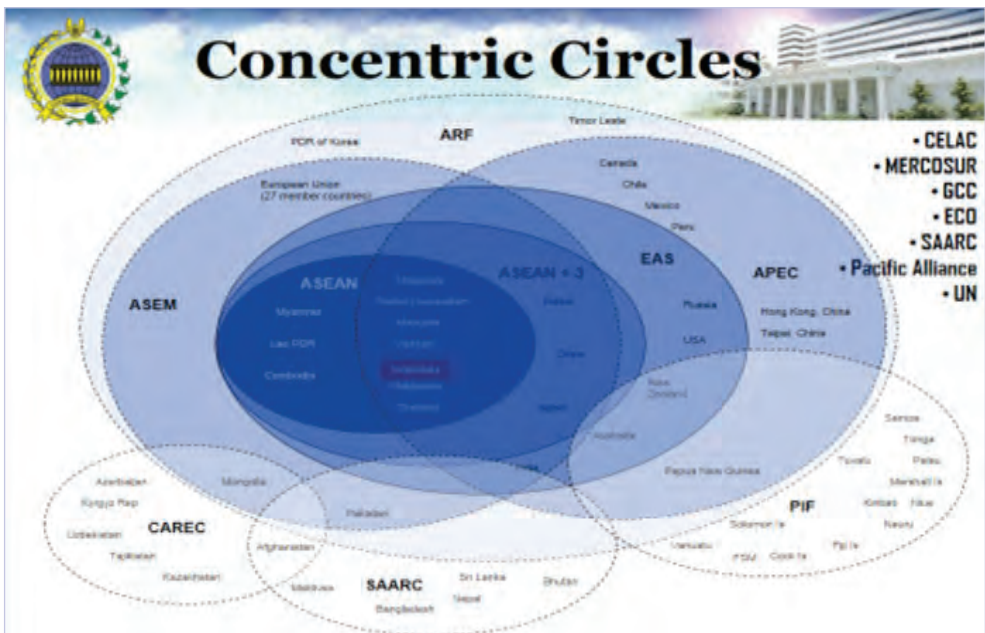 Concentric Circles
ARF
Timor Leste
PDR of Korea
• CELAC
• MERCOSUR
• GCC
• ECO
• SAARC
• Pacific Alliance
• UN
European Union
(27 member countries)
Canada
Chile
Mexico
Peru
EAS
APEC
ASEAN + 3
ASEAN
ASEM
Myanmar
Lao PDR
Cambodia
Thailand
China
Russia
USA
Hong Kong, China
Taipei, China
New
Zealand
Australia
Papua New Guinea
Samoa
Tonga
Tuvalu
Palau
Marshall Is
Kiribati
Niue
Nauru
PIF
Solomon Is
Vanuatu
FSM
Cook Is
Fiji Is
Azerbaijan
Mongolia
Kyrgyz Rep
CAREC
Uzbekistan
Tajikistan
Kazakhstan
Pakistan
Afghanistan
Maldives
SAARC
Sri Lanka
Bhutan
Nepal
Bangladesh